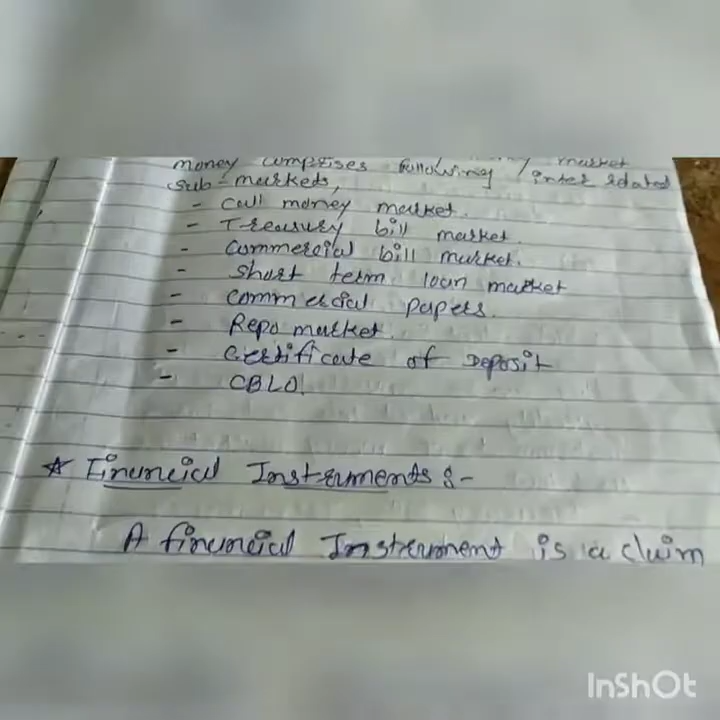 money comprises following / market
sub-markets, inter related
- Call money market.
- Treasury bill market.
- Commercial bill market.
- Short term loan market
- Commercial papers.
- Repo market.
- Certificate of Deposit
- CBLO.
* Financial Instruments :-
A financial Instrument is a claim
InShOt